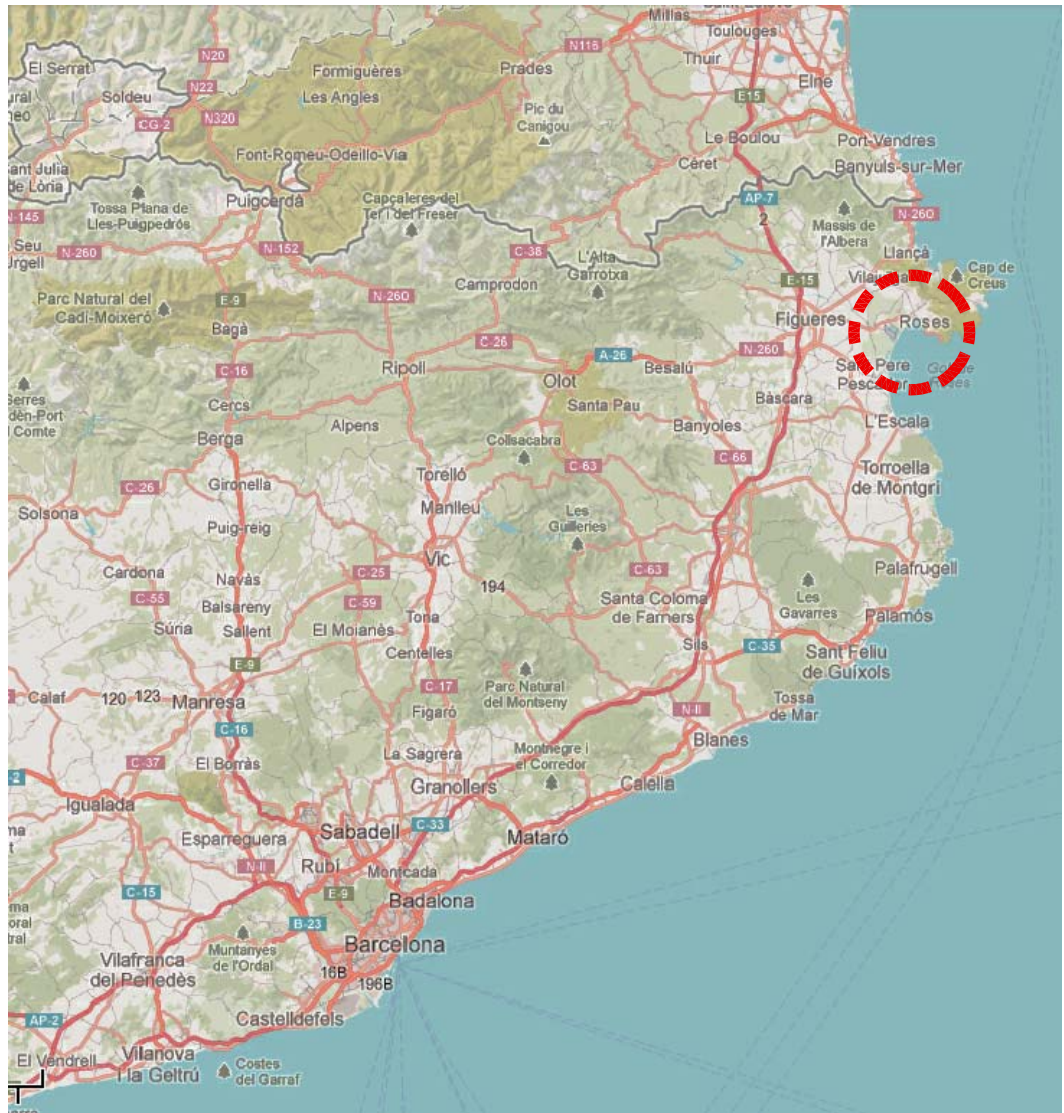 Millas
Toulouges
N20
N116
Thuir
El Serrat
Formiguères
Prades
Elne
N22
Soldeu
Les Angles
E15
N320
CG-2
Pic du
Canigou
Le Boulou
Port-Vendres
Font-Romeu-Odeillo-Via
Céret
Banyuls-sur-Mer
de Lòria
Puigcerdà
Capçaleres del
Ter i del Freser
AP-7
2
Tossa Plana de
Lles-Puigpedrós
N-145
N-260
Massís de
l'Albera
Seu
Urgell
N-260
N-152
C-38
L'Alta
Garrotxa
Llançà
Cap de
Creus
E-15
Camprodon
Parc Natural del
Cadí-Moixeró
E-9
N-260
Bagà
Figueres
Roses
C-26
A-26
N-260
C-16
Ripoll
Olot
Besalú
Sant Pere
Pescador
Serres
Cercs
Santa Pau
Bàscara
Alpens
Banyoles
L'Escala
Berga
Collsacabra
C-66
C-63
Torelló
Torroella
de Montgrí
C-26
Gironella
Manlleu
Solsona
Les
Guilleries
Puig-reig
Vic
Palafrugell
Cardona
Navàs
C-25
194
C-63
Les
Gavarres
C-55
Balsareny
C-59
Santa Coloma
de Farners
Súria
Sallent
El Moianès
Tona
Palamós
Centelles
Sils
C-35
Sant Feliu
de Guíxols
E-9
Calaf
120
123
Manresa
C-17
Parc Natural
del Montseny
Tossa
de Mar
Figaró
N-II
C-16
Blanes
La Sagrera
Montnegre i
el Corredor
C-37
El Borràs
Granollers
Calella
Igualada
Sabadell
C-33
Mataró
Esparreguera
Rubí
Montcada
N-II
E-9
C-15
Badalona
B-23
Barcelona
Muntanyes
de l'Ordal
Vilafranca
del Penedès
16B
196B
AP-2
Castelldefels
El Vendrell
Vilanova
i la Geltrú
Costes
del Garraf